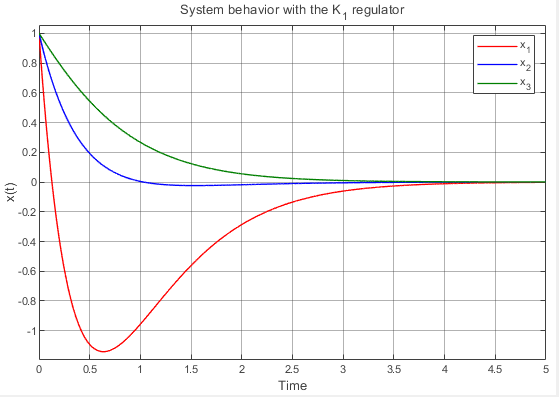 System behavior with the K₁ regulator
x₁
x₂
x₃
1
0.8
0.6
0.4
0.2
0
-0.2
-0.4
-0.6
-0.8
-1
x(t)
0 0.5 1 1.5 2 2.5 3 3.5 4 4.5 5
Time